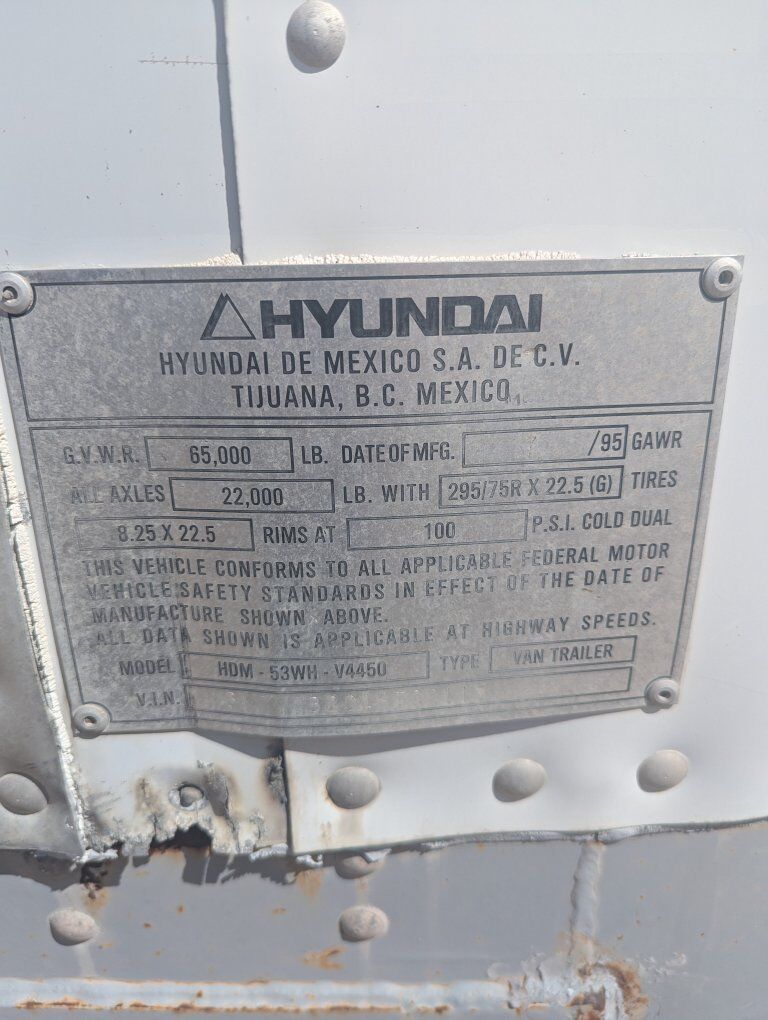 HYUNDAI
HYUNDAI DE MEXICO S.A. DE C.V.
TIJUANA, B.C. MEXICO
G.V.W.R. 65,000 LB. DATE OF MFG. /95 GAWR
ALL AXLES 22,000 LB. WITH 295/75R X 22.5 (G) TIRES
8.25 X 22.5 RIMS AT 100 P.S.I. COLD DUAL
THIS VEHICLE CONFORMS TO ALL APPLICABLE FEDERAL MOTOR
VEHICLE SAFETY STANDARDS IN EFFECT OF THE DATE OF
MANUFACTURE SHOWN ABOVE.
ALL DATA SHOWN IS APPLICABLE AT HIGHWAY SPEEDS.
MODEL HDM - 53WH - V4450 TYPE VAN TRAILER
V.I.N.